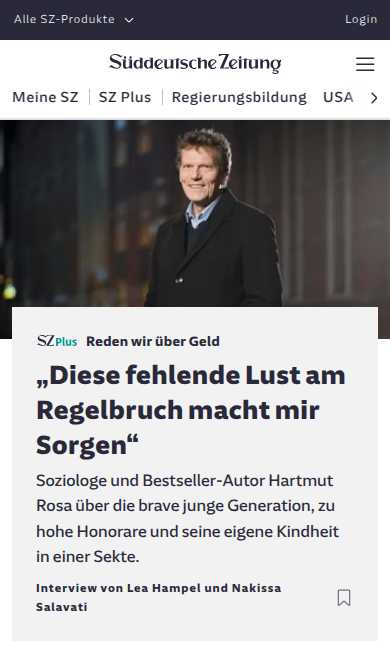 Alle SZ-Produkte
Login
Süddeutsche Zeitung
Meine SZ
SZ Plus
Regierungsbildung
USA
SZ Plus Reden wir über Geld
„Diese fehlende Lust am
Regelbruch macht mir
Sorgen“
Soziologe und Bestseller-Autor Hartmut
Rosa über die brave junge Generation, zu
hohe Honorare und seine eigene Kindheit
in einer Sekte.
Interview von Lea Hampel und Nakissa
Salavati